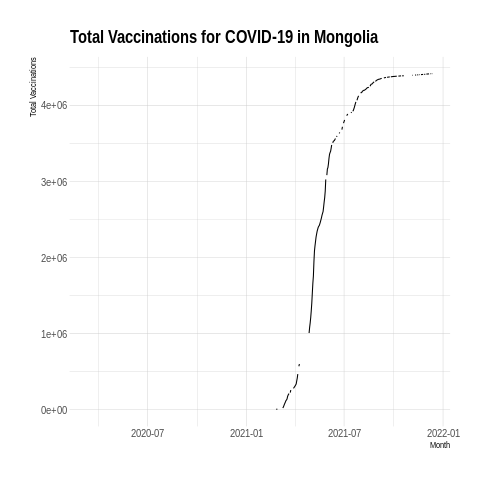 Total Vaccinations for COVID-19 in Mongolia
Total Vaccinations
4e+06
3e+06
2e+06
1e+06
0e+00
2020-07
2021-01
2021-07
2022-01
Month